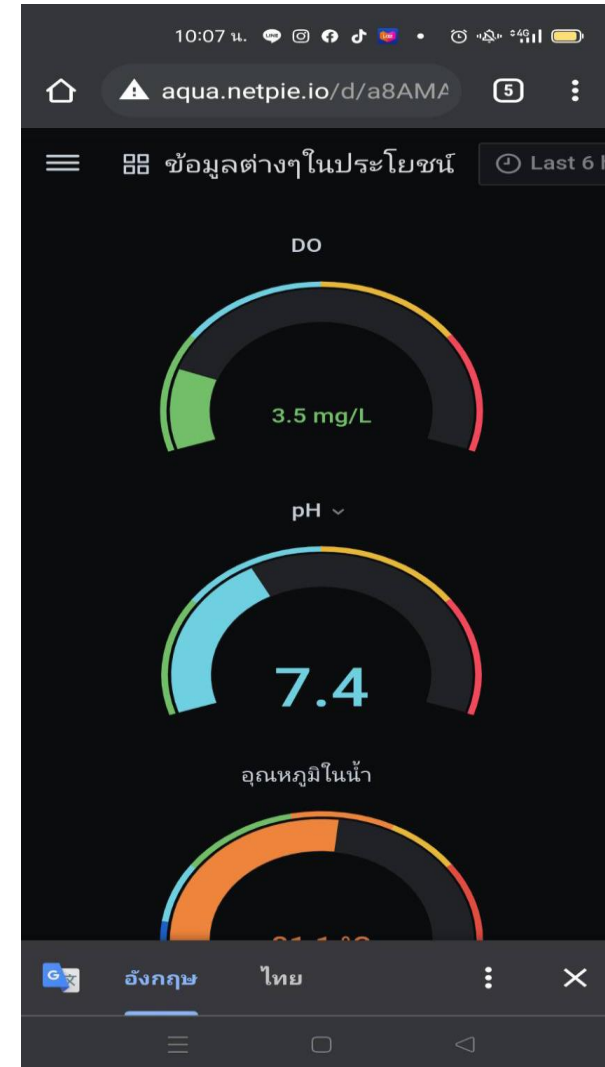 10:07 น.
4G
aqua.netpie.io/d/a8AMA
5
ข้อมูลต่างๆในประโยชน์
Last 6 h
DO
3.5 mg/L
pH
7.4
อุณหภูมิในน้ำ
อังกฤษ
ไทย